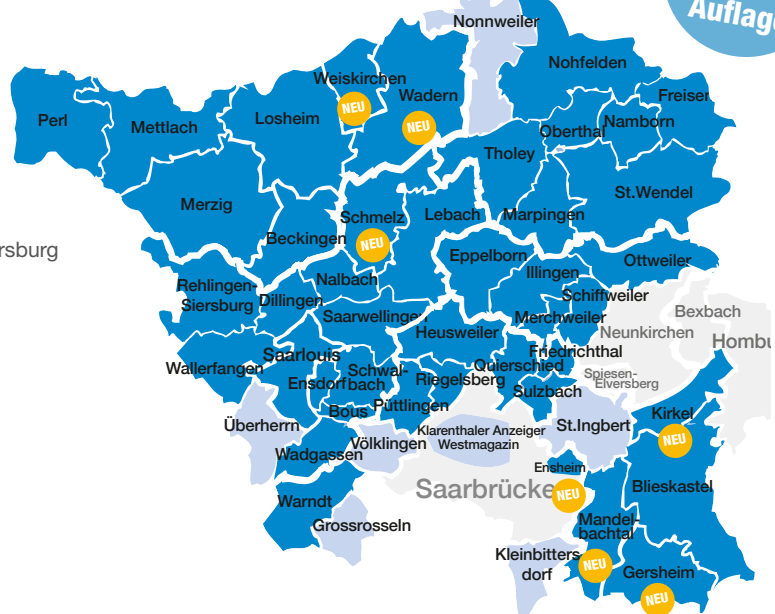 Auflage
Nonnweiler
Nohfelden
Weiskirchen
NEU
Wadern
NEU
Freisen
Perl
Mettlach
Losheim
Oberthal
Namborn
Tholey
St.Wendel
Merzig
Schmelz
NEU
Lebach
Marpingen
Beckingen
rsburg
Eppelborn
Illingen
Ottweiler
Rehlingen-
Siersburg
Nalbach
Dillingen
Schiffweiler
Saarwellingen
Merchweiler
Bexbach
Heusweiler
Neunkirchen
Hombu
Wallerfangen
Saarlouis
Friedrichthal
Quierschied
Ensdorf
Schwal-
bach
Riegelsberg
Spiesen-
Elversberg
Sulzbach
Bous
Püttlingen
Kirkel
NEU
Überherrn
Klarenthaler Anzeiger
Westmagazin
St.Ingbert
Völklingen
Wadgassen
Ensheim
NEU
Saarbrücke
Blieskastel
Warndt
Grossrosseln
Mandel-
bachtal
NEU
Kleinbitters
dorf
Gersheim
NEU